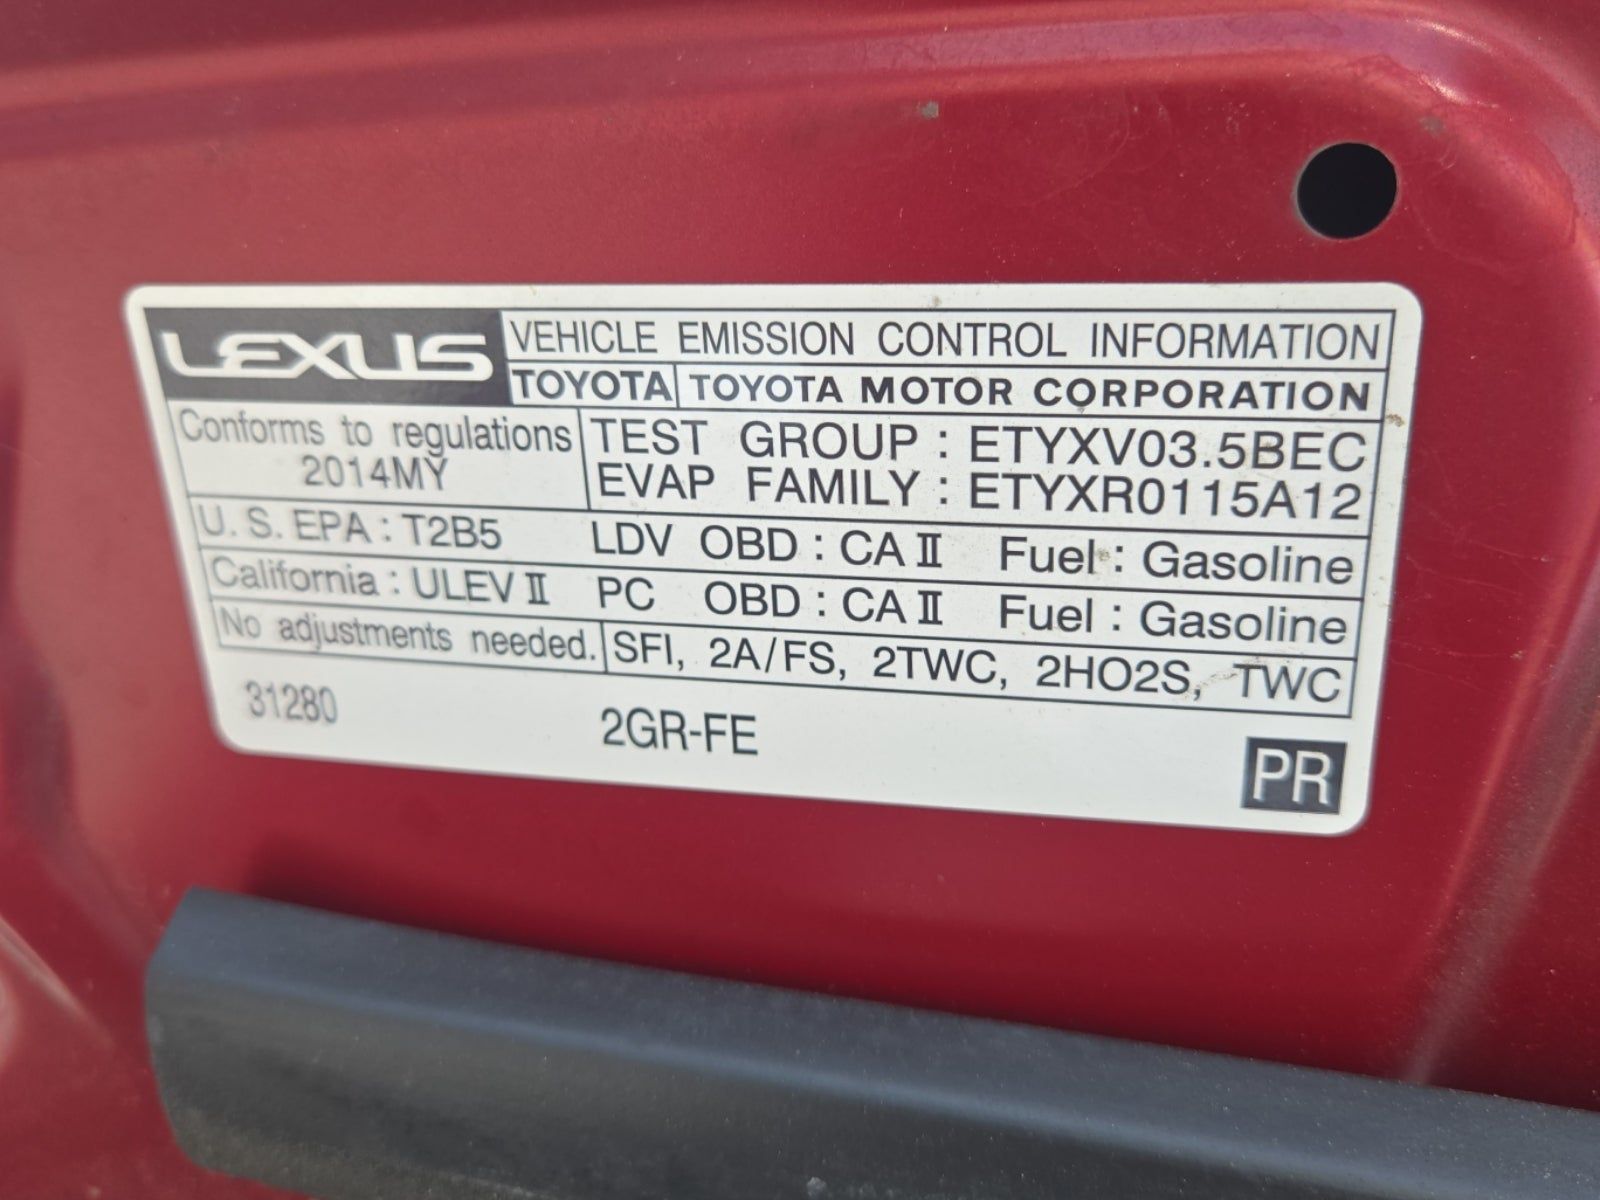 LEXUS VEHICLE EMISSION CONTROL INFORMATION
TOYOTA TOYOTA MOTOR CORPORATION
Conforms to regulations
2014MY
TEST GROUP : ETYXV03.5BEC
EVAP FAMILY : ETYXR0115A12
U. S. EPA : T2B5 LDV OBD : CA II Fuel : Gasoline
California : ULEV II PC OBD : CA II Fuel : Gasoline
No adjustments needed. SFI, 2A/FS, 2TWC, 2HO2S, TWC
31280 2GR-FE PR